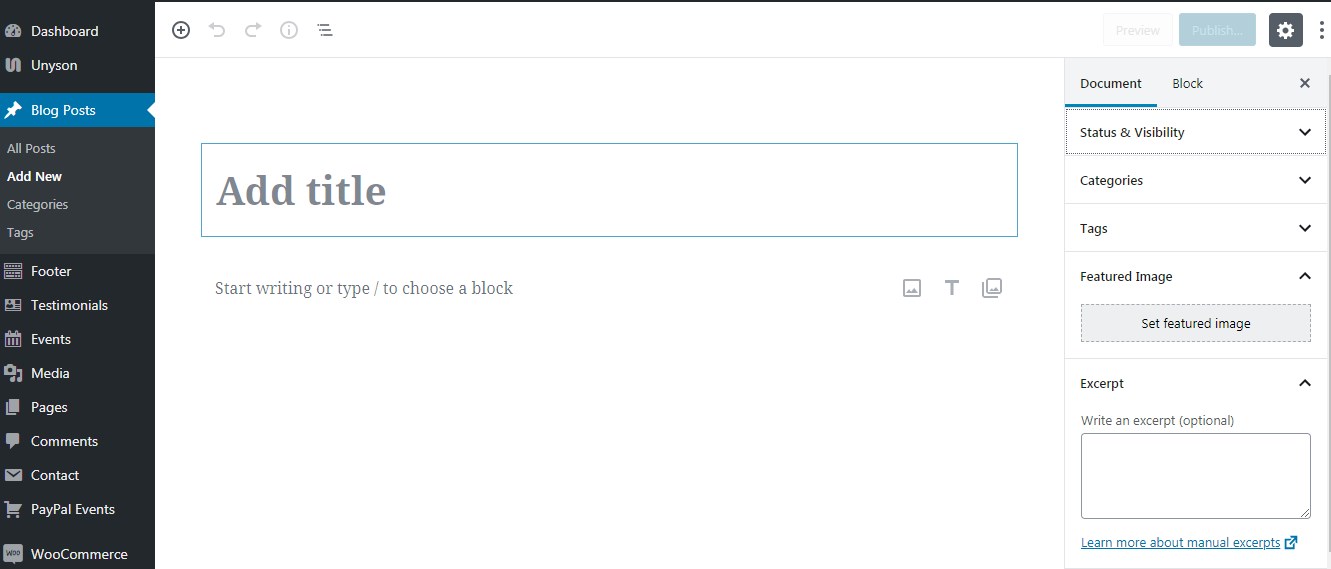 Dashboard
Unyson
Blog Posts
All Posts
Add New
Categories
Tags
Footer
Testimonials
Events
Media
Pages
Comments
Contact
PayPal Events
WOO WooCommerce
Preview
Publish...
Add title
Start writing or type / to choose a block
Document Block
Status & Visibility
Categories
Tags
Featured Image
Set featured image
Excerpt
Write an excerpt (optional)
Learn more about manual excerpts